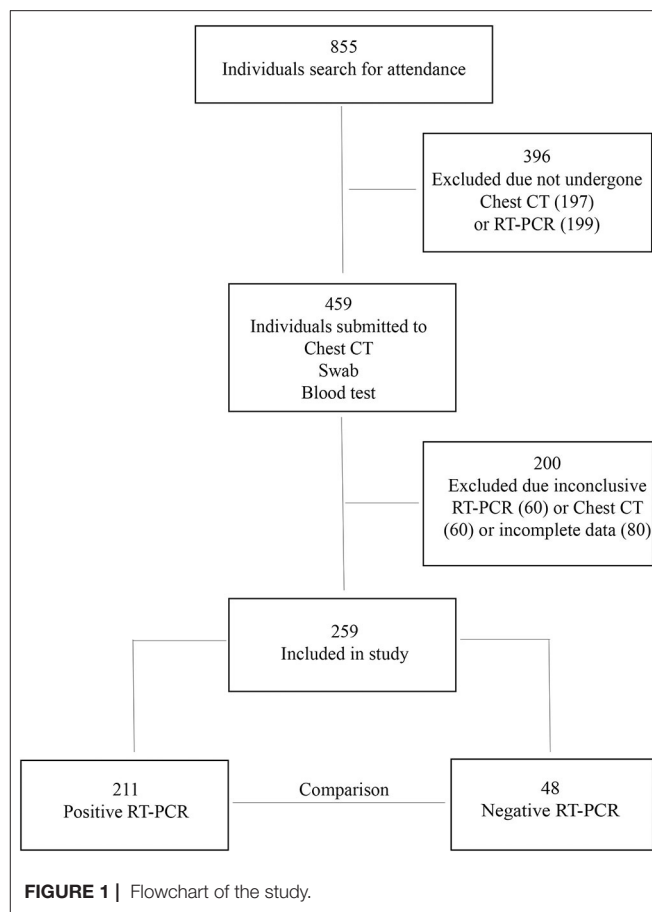 855
Individuals search for attendance
396
Excluded due not undergone
Chest CT (197)
or RT-PCR (199)
459
Individuals submitted to
Chest CT
Swab
Blood test
200
Excluded due inconclusive
RT-PCR (60) or Chest CT
(60) or incomplete data (80)
259
Included in study
211
Positive RT-PCR
Comparison
48
Negative RT-PCR
FIGURE 1 | Flowchart of the study.